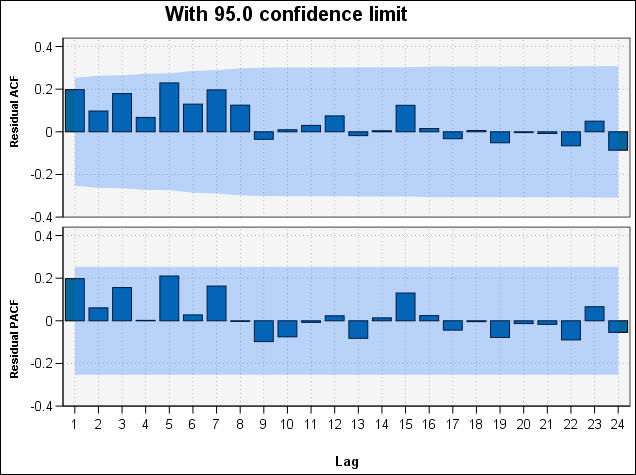 With 95.0 confidence limit
Residual ACF
0.4
0.2
0
-0.2
-0.4
Residual PACF
0.4
0.2
0
-0.2
-0.4
1 2 3 4 5 6 7 8 9 10 11 12 13 14 15 16 17 18 19 20 21 22 23 24
Lag